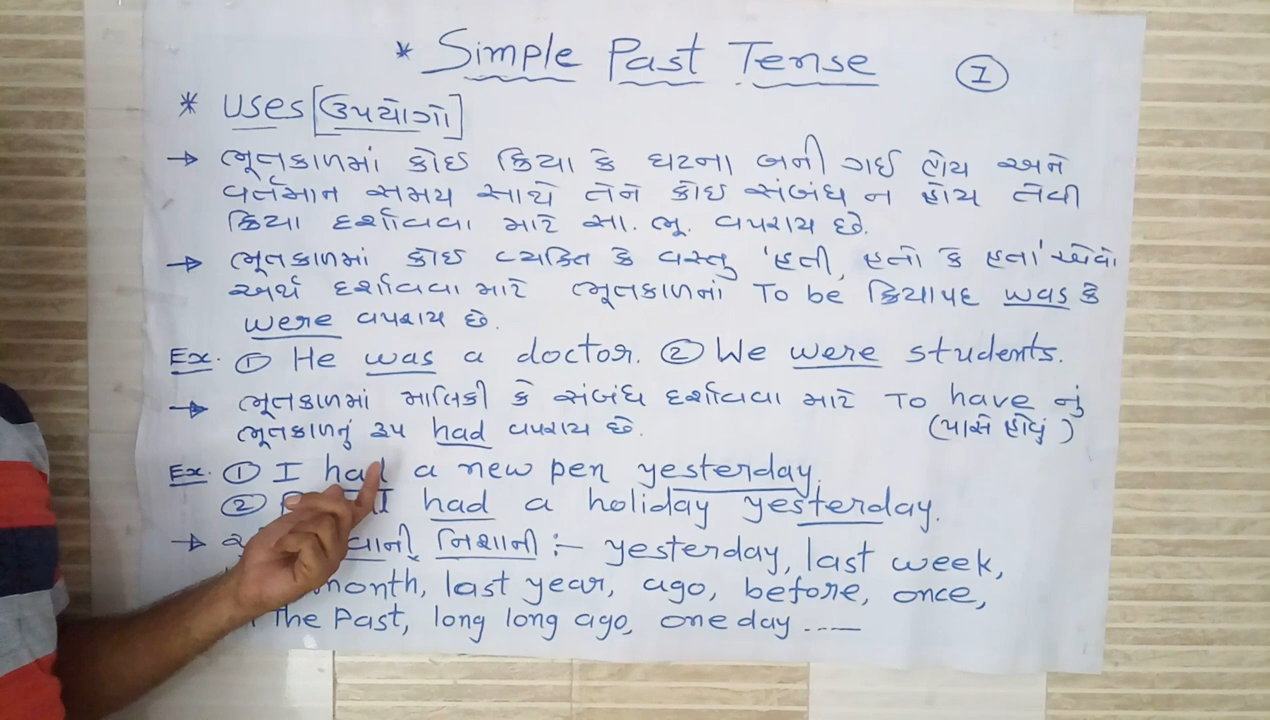 * Simple Past Tense 1
* uses [ઉપયોગો]
→ ભૂતકાળમાં કોઈ ક્રિયા કે ઘટના બની ગઈ હોય અને
વર્તમાન સમય સાથે તેને કોઈ સંબંધ ન હોય તેવી
ક્રિયા દર્શાવવા માટે સા. ભૂ. વપરાય છે.
→ ભૂતકાળમાં કોઈ વ્યક્તિ કે વસ્તુ 'હતી, હતો કે હતા' એવો
અર્થ દર્શાવવા માટે ભૂતકાળનાં To be ક્રિયાપદ was કે
were વપરાય છે.
Ex. ① He was a doctor. ② We were students.
→ ભૂતકાળમાં માલિકી કે સંબંધ દર્શાવવા માટે To have નું
ભૂતકાળનું રૂપ had વપરાય છે. (પાસે હોવું)
Ex. ① I had a new pen yesterday.
② I had a holiday yesterday.
→ નિશાની :- yesterday, last week,
month, last year, ago, before, once,
the Past, long long ago, one day ----